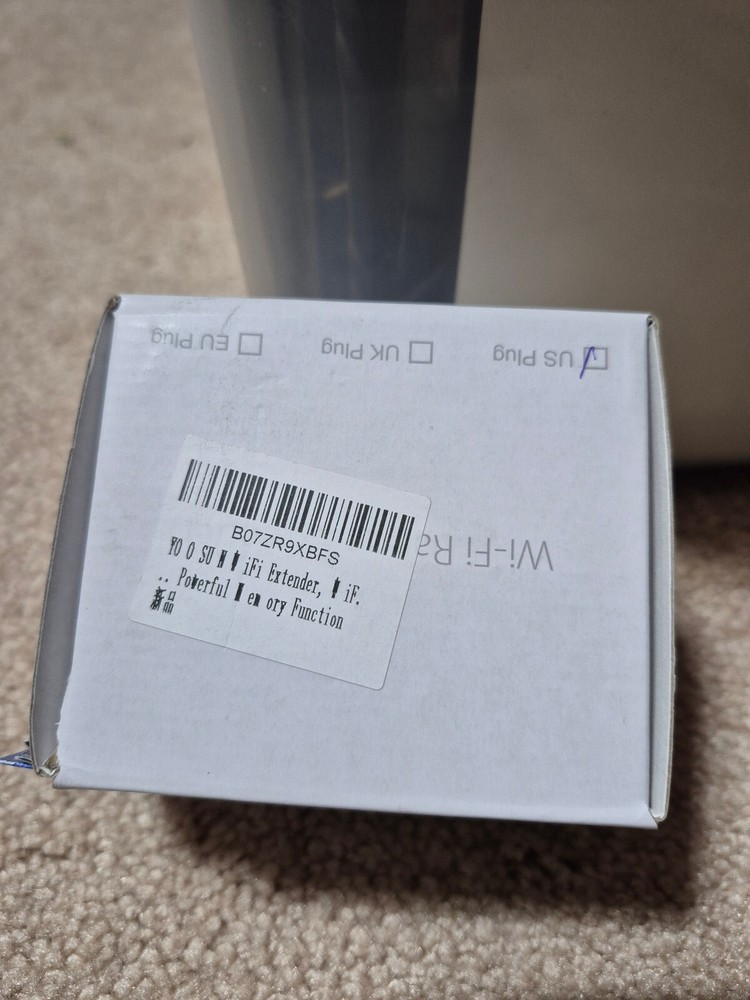 US Plug
UK Plug
EU Plug
Wi-Fi
B07ZR9XBFS
iFi Extender,
.. Powerful Function
新品